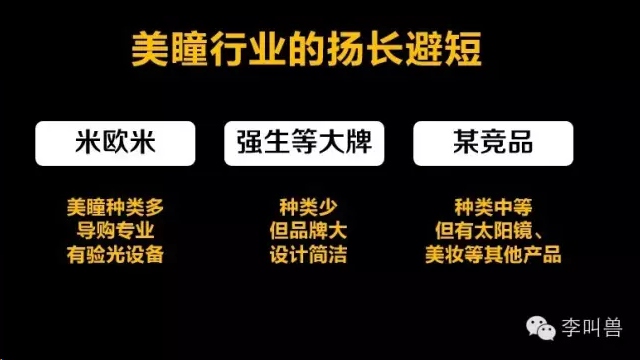 美瞳行业的扬长避短
米欧米
强生等大牌
某竞品
美瞳种类多
导购专业
有验光设备
种类少
但品牌大
设计简洁
种类中等
但有太阳镜、
美妆等其他产品
李叫兽